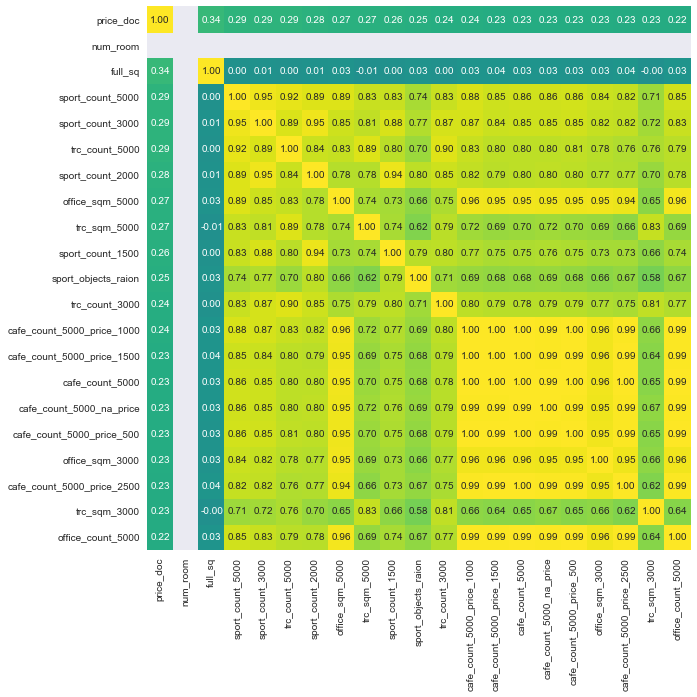 price_doc 1.00 0.34 0.29 0.29 0.29 0.28 0.27 0.27 0.26 0.25 0.24 0.24 0.23 0.23 0.23 0.23 0.23 0.23 0.23 0.22
num_room
full_sq 0.34 1.00 0.00 0.01 0.00 0.01 0.03 -0.01 0.00 0.03 0.00 0.03 0.04 0.03 0.03 0.03 0.03 0.04 -0.00 0.03
sport_count_5000 0.29 0.00 1.00 0.95 0.92 0.89 0.89 0.83 0.83 0.74 0.83 0.88 0.85 0.86 0.86 0.86 0.84 0.82 0.71 0.85
sport_count_3000 0.29 0.01 0.95 1.00 0.89 0.95 0.85 0.81 0.88 0.77 0.87 0.87 0.84 0.85 0.85 0.85 0.82 0.82 0.72 0.83
trc_count_5000 0.29 0.00 0.92 0.89 1.00 0.84 0.83 0.89 0.80 0.70 0.90 0.83 0.80 0.80 0.80 0.81 0.78 0.76 0.76 0.79
sport_count_2000 0.28 0.01 0.89 0.95 0.84 1.00 0.78 0.78 0.94 0.80 0.85 0.82 0.79 0.80 0.80 0.80 0.77 0.77 0.70 0.78
office_sqm_5000 0.27 0.03 0.89 0.85 0.83 0.78 1.00 0.74 0.73 0.66 0.75 0.96 0.95 0.95 0.95 0.95 0.95 0.94 0.65 0.96
trc_sqm_5000 0.27 -0.01 0.83 0.81 0.89 0.78 0.74 1.00 0.74 0.62 0.79 0.72 0.69 0.70 0.72 0.70 0.69 0.66 0.83 0.69
sport_count_1500 0.26 0.00 0.83 0.88 0.80 0.94 0.73 0.74 1.00 0.79 0.80 0.77 0.75 0.75 0.76 0.75 0.73 0.73 0.66 0.74
sport_objects_raion 0.25 0.03 0.74 0.77 0.70 0.80 0.66 0.62 0.79 1.00 0.71 0.69 0.68 0.68 0.69 0.68 0.66 0.67 0.58 0.67
trc_count_3000 0.24 0.00 0.83 0.87 0.90 0.85 0.75 0.79 0.80 0.71 1.00 0.80 0.79 0.78 0.79 0.79 0.77 0.75 0.81 0.77
cafe_count_5000_price_1000 0.24 0.03 0.88 0.87 0.83 0.82 0.96 0.72 0.77 0.69 0.80 1.00 1.00 1.00 0.99 1.00 0.96 0.99 0.66 0.99
cafe_count_5000_price_1500 0.23 0.04 0.85 0.84 0.80 0.79 0.95 0.69 0.75 0.68 0.79 1.00 1.00 1.00 0.99 0.99 0.96 0.99 0.64 0.99
cafe_count_5000 0.23 0.03 0.86 0.85 0.80 0.80 0.95 0.70 0.75 0.68 0.78 1.00 1.00 1.00 0.99 1.00 0.96 1.00 0.65 0.99
cafe_count_5000_na_price 0.23 0.03 0.86 0.85 0.80 0.80 0.95 0.72 0.76 0.69 0.79 0.99 0.99 0.99 1.00 0.99 0.95 0.99 0.67 0.99
cafe_count_5000_price_500 0.23 0.03 0.86 0.85 0.81 0.80 0.95 0.70 0.75 0.68 0.79 1.00 0.99 1.00 0.99 1.00 0.95 0.99 0.65 0.99
office_sqm_3000 0.23 0.03 0.84 0.82 0.78 0.77 0.95 0.69 0.73 0.66 0.77 0.96 0.96 0.96 0.95 0.95 1.00 0.95 0.66 0.96
cafe_count_5000_price_2500 0.23 0.04 0.82 0.82 0.76 0.77 0.94 0.66 0.73 0.67 0.75 0.99 0.99 1.00 0.99 0.99 0.95 1.00 0.62 0.99
trc_sqm_3000 0.23 -0.00 0.71 0.72 0.76 0.70 0.65 0.83 0.66 0.58 0.81 0.66 0.64 0.65 0.67 0.65 0.66 0.62 1.00 0.64
office_count_5000 0.22 0.03 0.85 0.83 0.79 0.78 0.96 0.69 0.74 0.67 0.77 0.99 0.99 0.99 0.99 0.99 0.96 0.99 0.64 1.00
price_doc
num_room
full_sq
sport_count_5000
sport_count_3000
trc_count_5000
sport_count_2000
office_sqm_5000
trc_sqm_5000
sport_count_1500
sport_objects_raion
trc_count_3000
cafe_count_5000_price_1000
cafe_count_5000_price_1500
cafe_count_5000
cafe_count_5000_na_price
cafe_count_5000_price_500
office_sqm_3000
cafe_count_5000_price_2500
trc_sqm_3000
office_count_5000